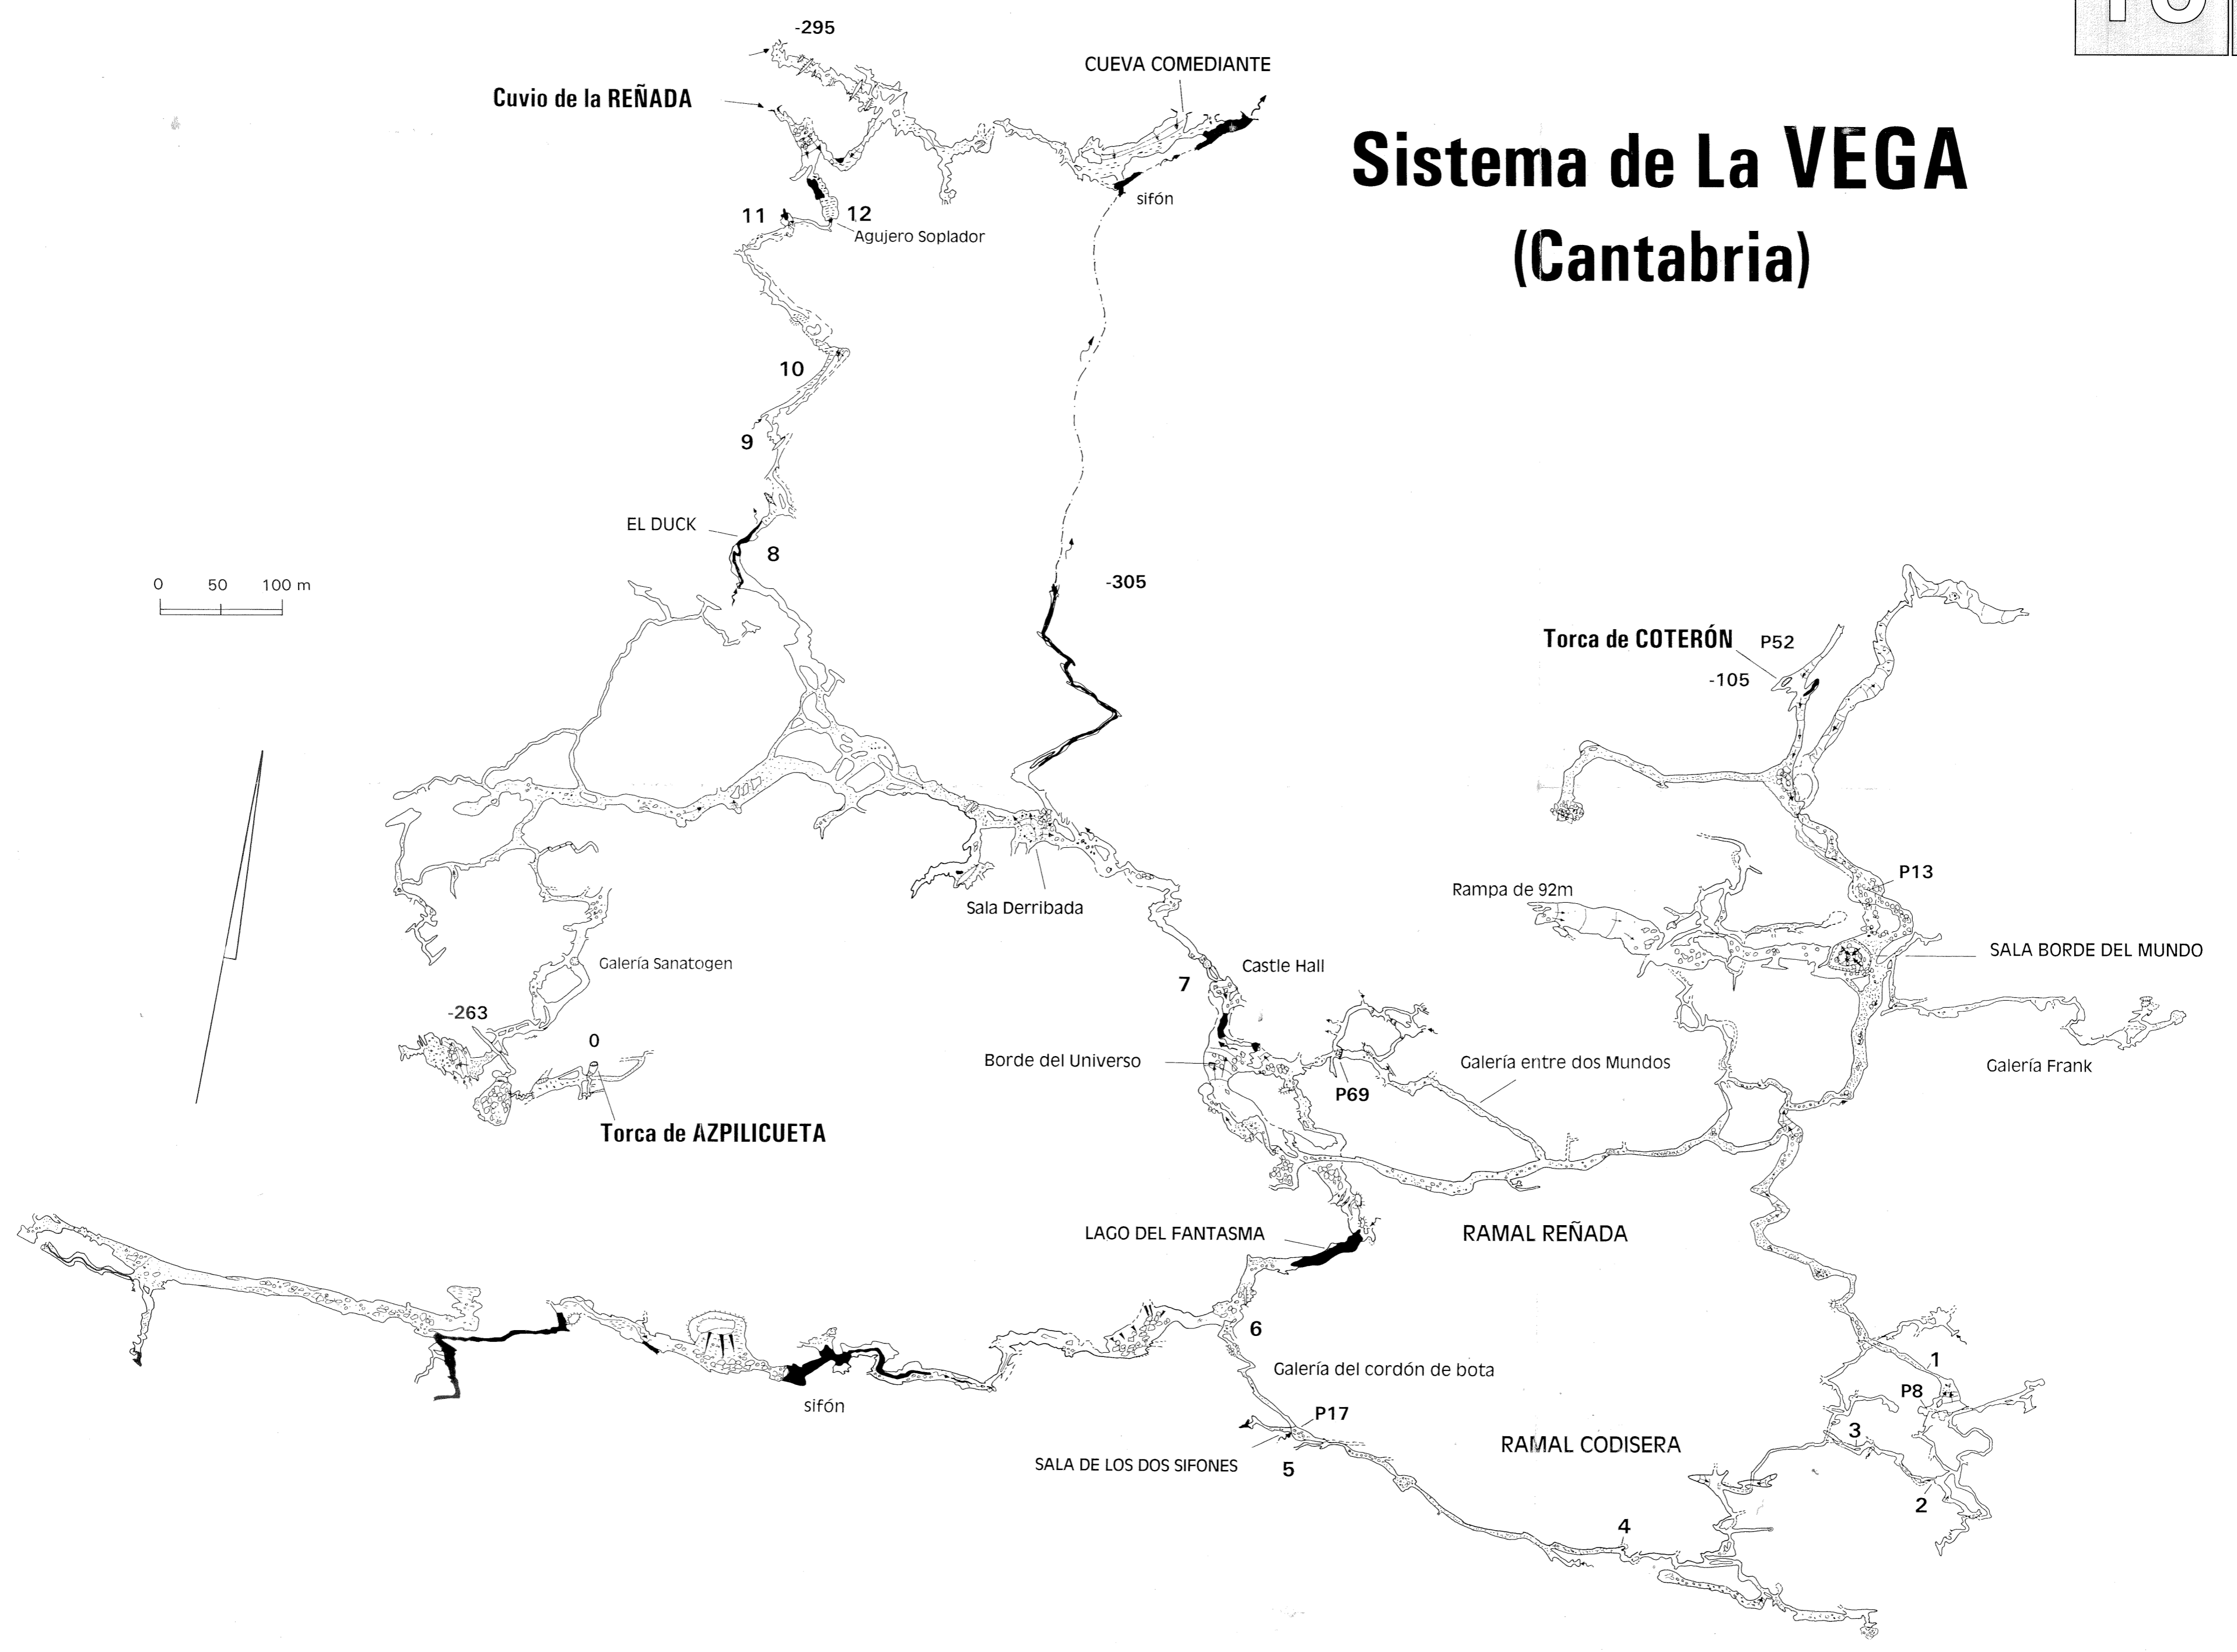 -295
CUEVA COMEDIANTE
Cuvio de la REÑADA
Sistema de La VEGA
(Cantabria)
sifón
11
12
Agujero Soplador
10
9
EL DUCK
8
0 50 100 m
-305
Torca de COTERÓN
P52
-105
P13
Rampa de 92m
Sala Derribada
SALA BORDE DEL MUNDO
Galería Sanatogen
Castle Hall
7
-263
0
Borde del Universo
Galería entre dos Mundos
Galería Frank
P69
Torca de AZPILICUETA
LAGO DEL FANTASMA
RAMAL REÑADA
6
Galería del cordón de bota
1
P8
sifón
P17
3
RAMAL CODISERA
SALA DE LOS DOS SIFONES
5
2
4